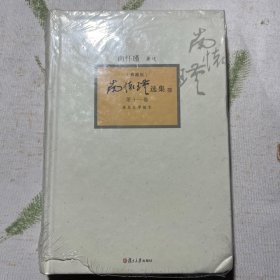 南怀瑾 著述
（典藏版）
南怀瑾选集
第十一卷
南怀瑾
复旦大学出版社